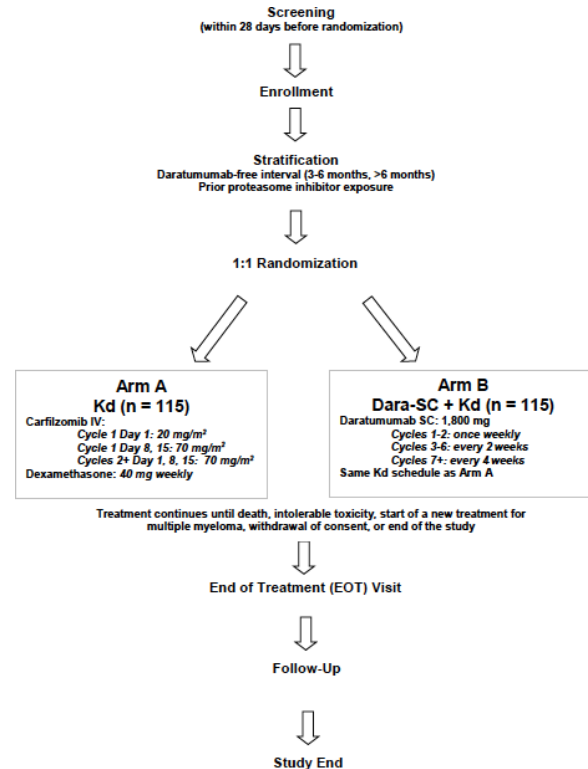 Screening
(within 28 days before randomization)
Enrollment
Stratification
Daratumumab-free interval (3-6 months, >6 months)
Prior proteasome inhibitor exposure
1:1 Randomization
Arm A
Kd (n = 115)
Carfilzomib IV:
Cycle 1 Day 1: 20 mg/m²
Cycle 1 Day 8, 15: 70 mg/m²
Cycles 2+ Day 1, 8, 15: 70 mg/m²
Dexamethasone: 40 mg weekly
Arm B
Dara-SC + Kd (n = 115)
Daratumumab SC: 1,800 mg
Cycles 1-2: once weekly
Cycles 3-6: every 2 weeks
Cycles 7+: every 4 weeks
Same Kd schedule as Arm A
Treatment continues until death, intolerable toxicity, start of a new treatment for
multiple myeloma, withdrawal of consent, or end of the study
End of Treatment (EOT) Visit
Follow-Up
Study End